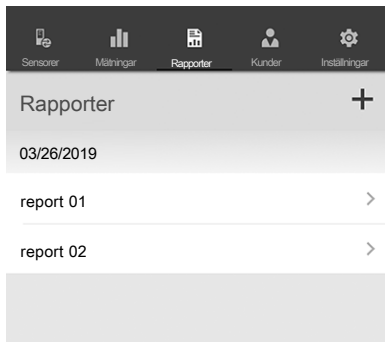 Sensorer Mätningar Rapporter Kunder Inställningar
Rapporter +
03/26/2019
report 01
report 02